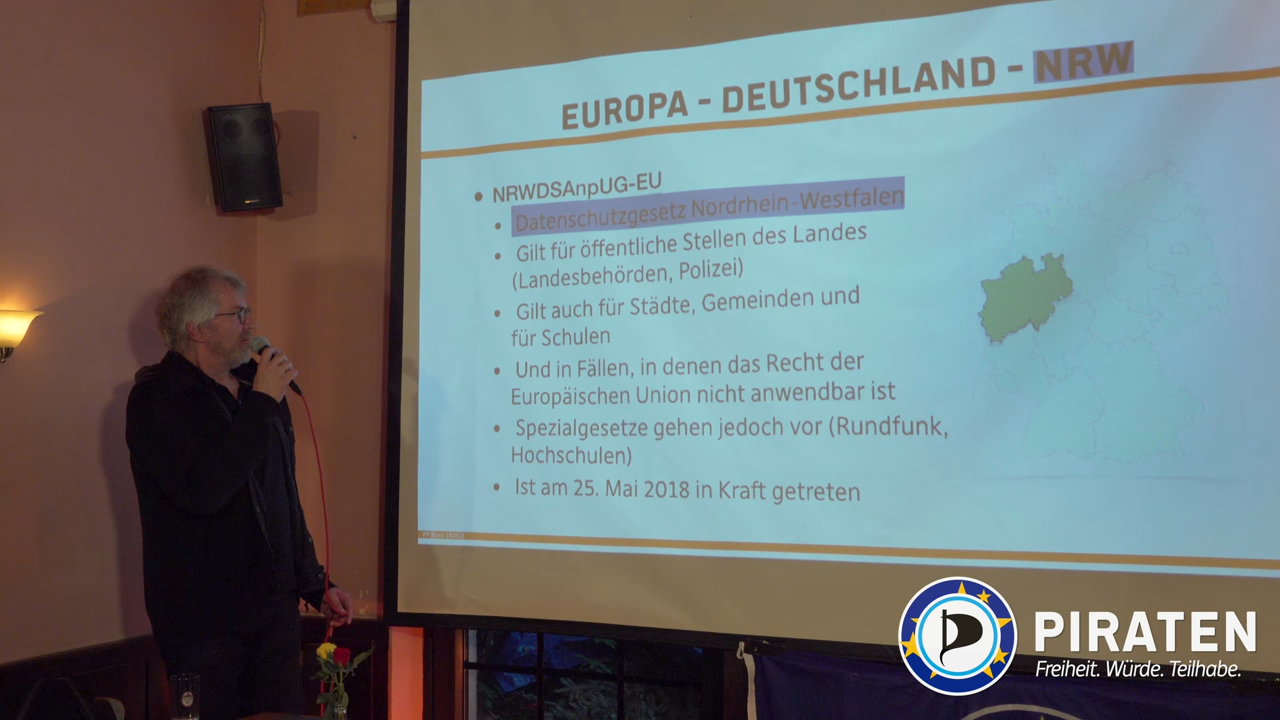 EUROPA - DEUTSCHLAND - NRW
• NRWDSAnpUG-EU
• Datenschutzgesetz Nordrhein-Westfalen
• Gilt für öffentliche Stellen des Landes
(Landesbehörden, Polizei)
• Gilt auch für Städte, Gemeinden und
für Schulen
• Und in Fällen, in denen das Recht der
Europäischen Union nicht anwendbar ist
• Spezialgesetze gehen jedoch vor (Rundfunk,
Hochschulen)
• Ist am 25. Mai 2018 in Kraft getreten
PIRATEN
Freiheit. Würde. Teilhabe.